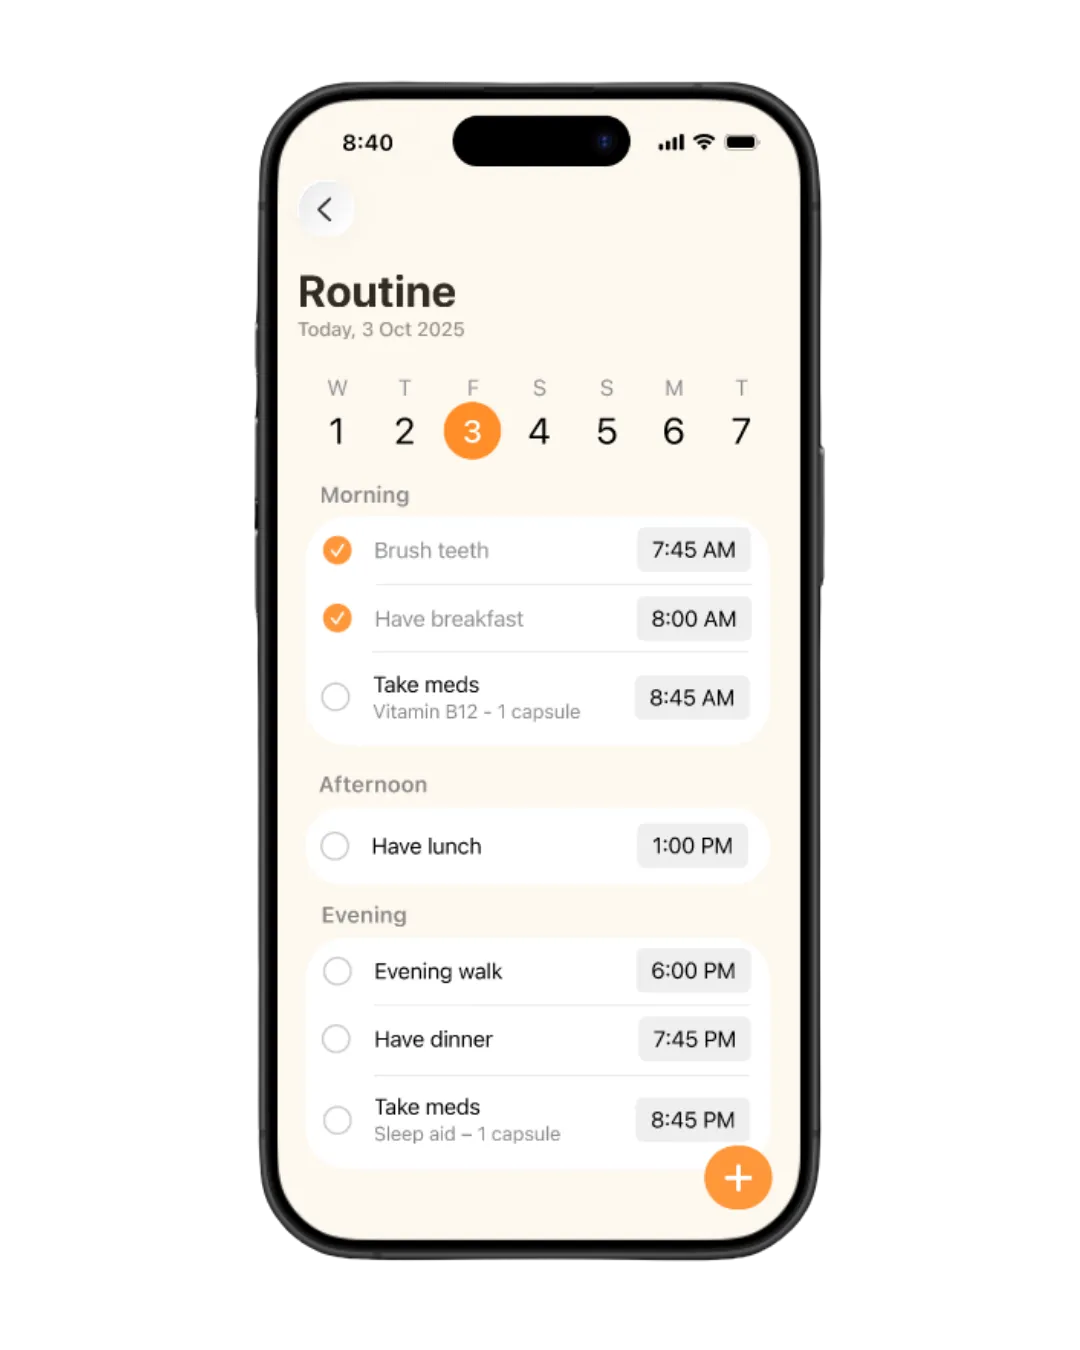 8:40
Routine
Today, 3 Oct 2025
W T F S S M T
1 2 3 4 5 6 7
Morning
Brush teeth 7:45 AM
Have breakfast 8:00 AM
Take meds 8:45 AM
Vitamin B12 - 1 capsule
Afternoon
Have lunch 1:00 PM
Evening
Evening walk 6:00 PM
Have dinner 7:45 PM
Take meds 8:45 PM
Sleep aid – 1 capsule